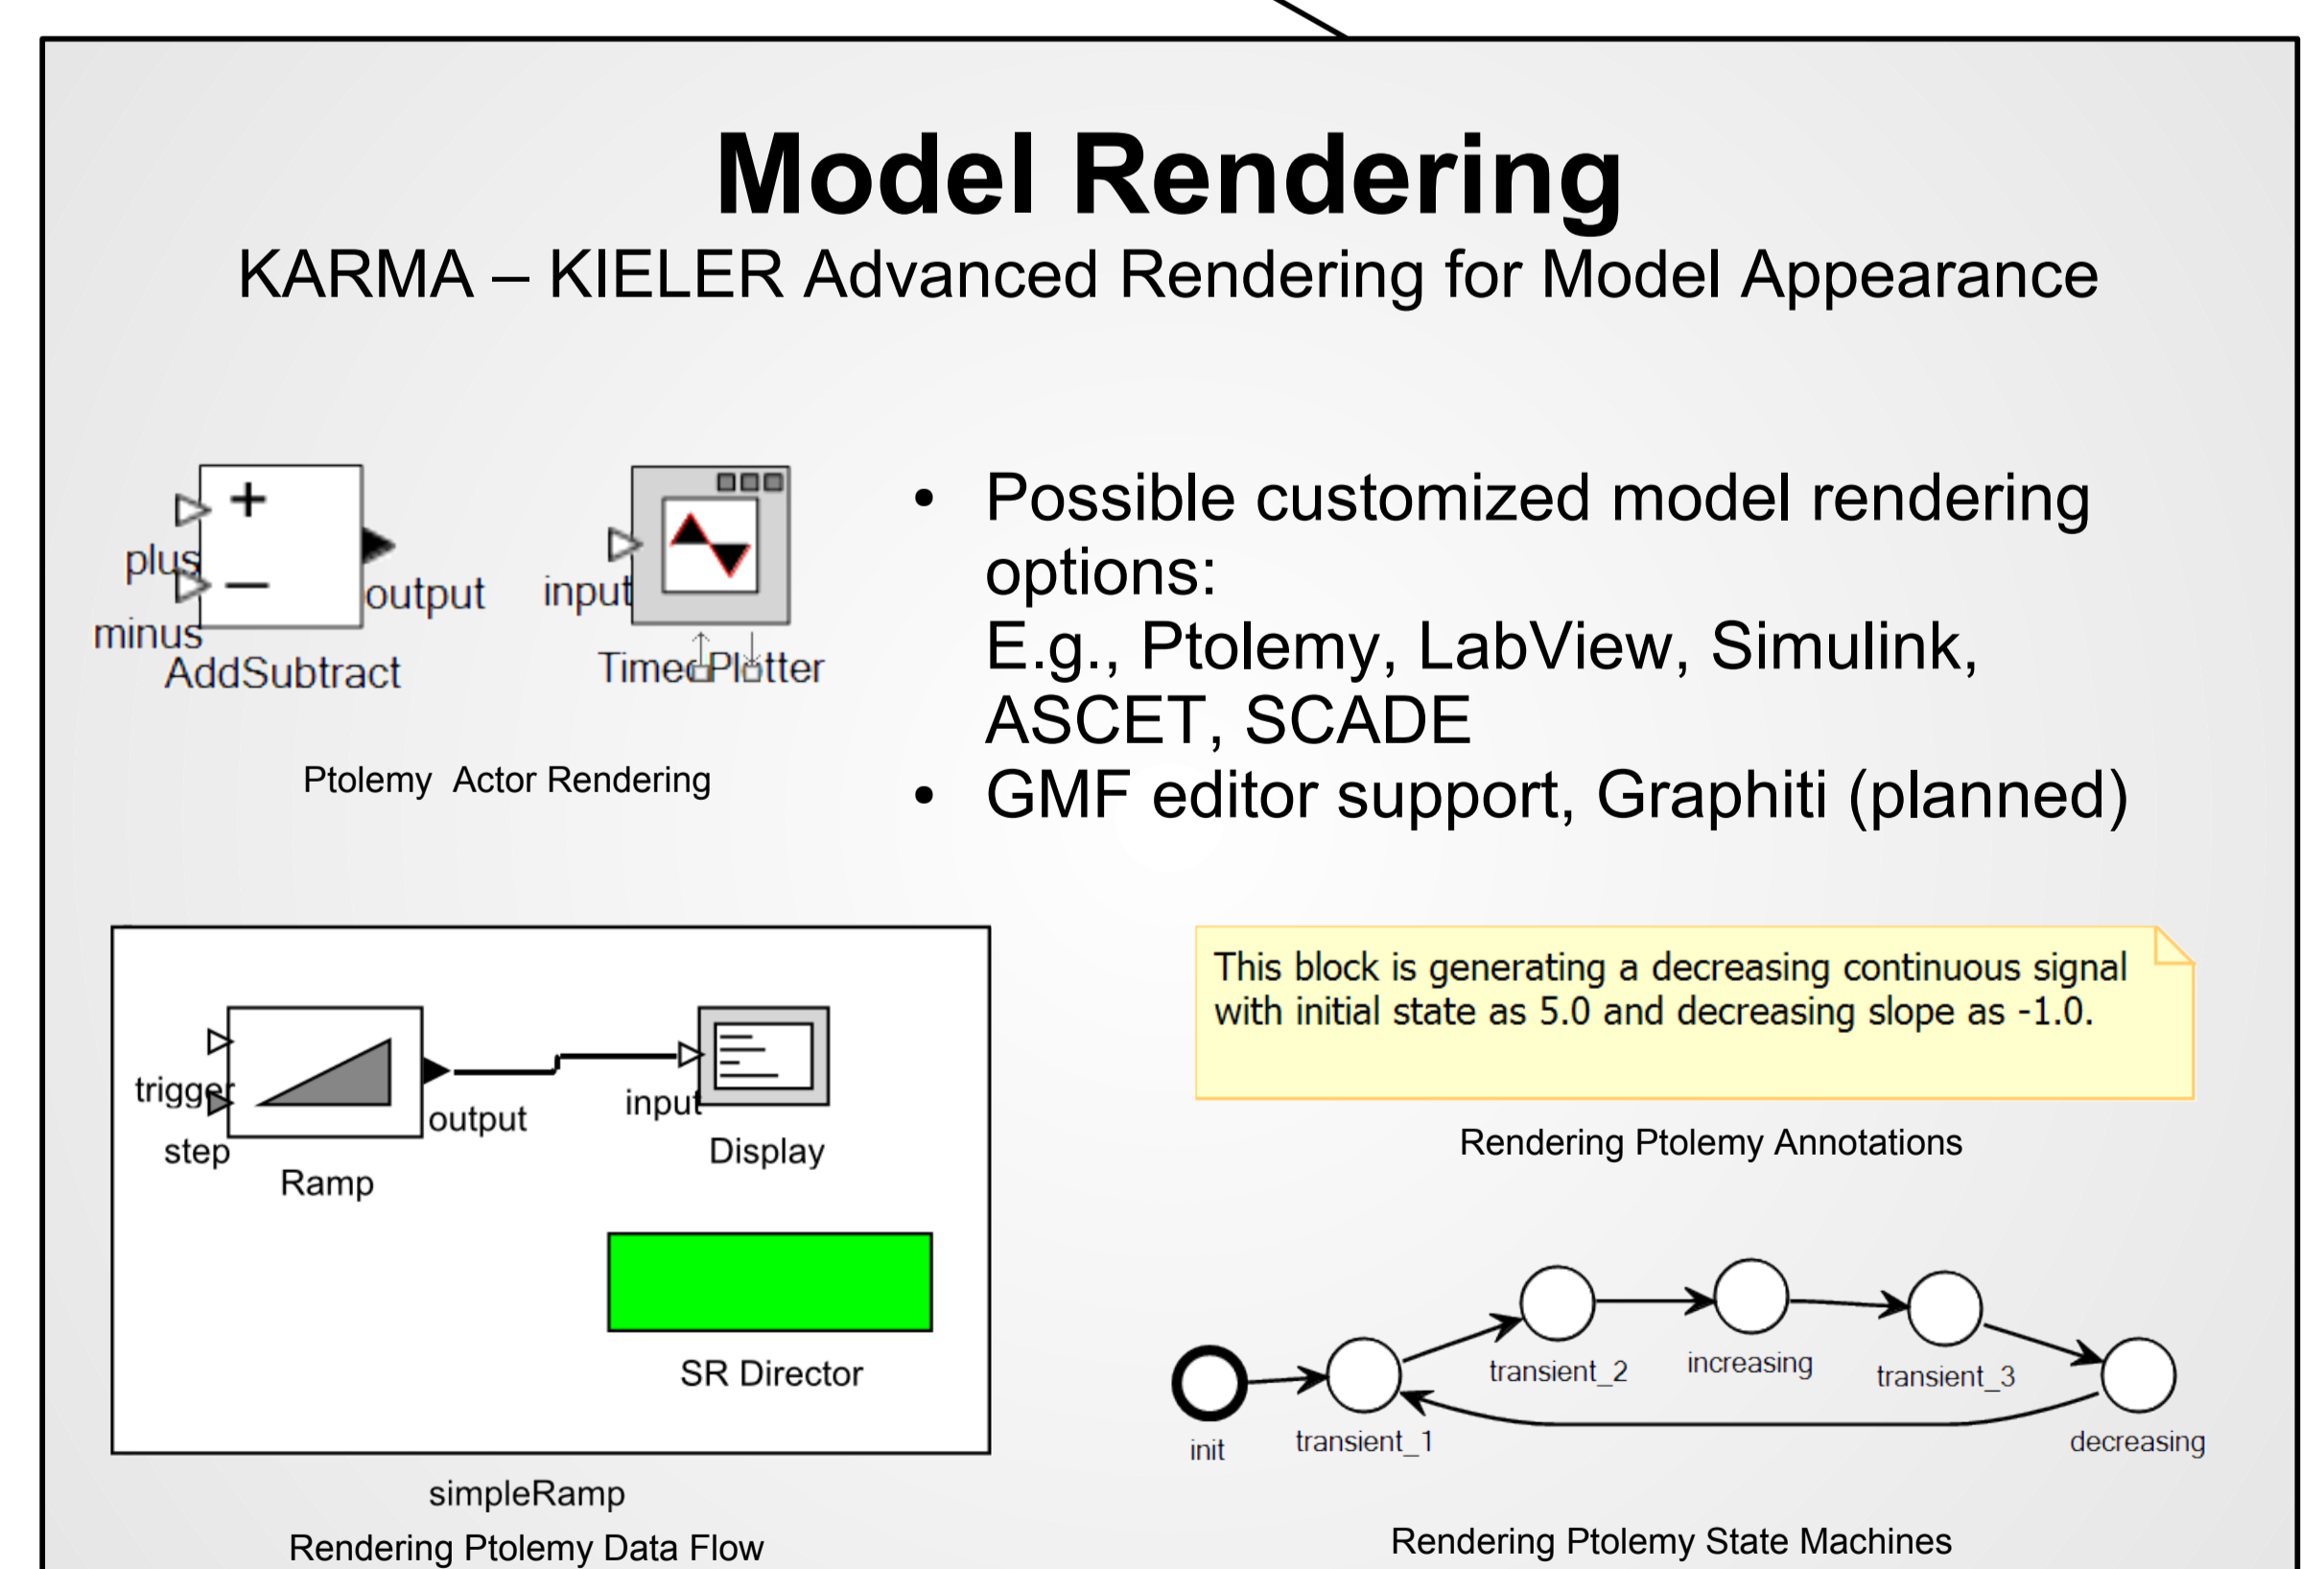 Model Rendering
KARMA – KIELER Advanced Rendering for Model Appearance
+
plus
–
minus
output
AddSubtract
input
TimedPlotter
Ptolemy Actor Rendering
• Possible customized model rendering
options:
E.g., Ptolemy, LabView, Simulink,
ASCET, SCADE
• GMF editor support, Graphiti (planned)
trigger
step
output
Ramp
input
Display
SR Director
simpleRamp
Rendering Ptolemy Data Flow
This block is generating a decreasing continuous signal
with initial state as 5.0 and decreasing slope as -1.0.
Rendering Ptolemy Annotations
init
transient_1
transient_2
increasing
transient_3
decreasing
Rendering Ptolemy State Machines